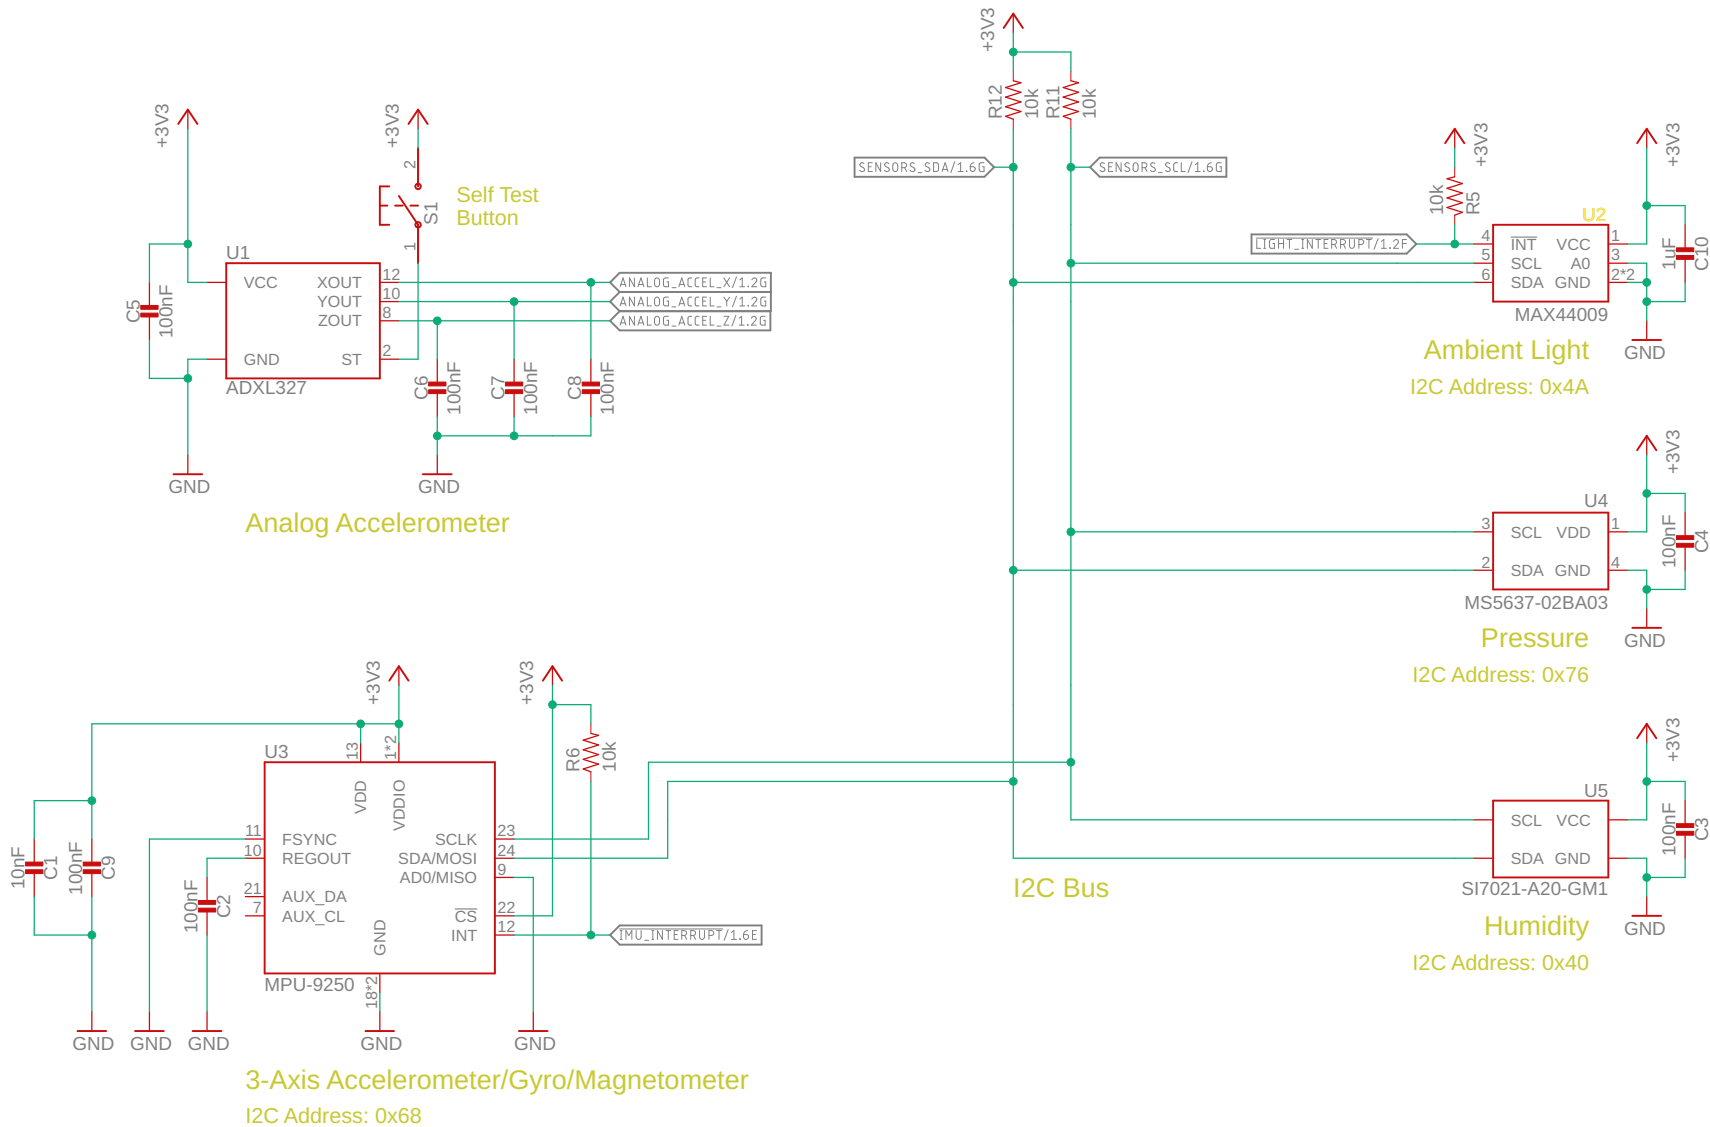 +3V3
+3V3
2
S1
1
Self Test
Button
U1
VCC
GND
XOUT
YOUT
ZOUT
ST
12
10
8
2
ADXL327
C5
100nF
ANALOG_ACCEL_X/1.2G
ANALOG_ACCEL_Y/1.2G
ANALOG_ACCEL_Z/1.2G
C6
100nF
C7
100nF
C8
100nF
GND
GND
Analog Accelerometer
+3V3
R12
10k
R11
10k
SENSORS_SDA/1.6G
SENSORS_SCL/1.6G
I2C Bus
+3V3
10k
R5
+3V3
LIGHT_INTERRUPT/1.2F
U2
4
5
6
INT
SCL
SDA
VCC
A0
GND
1
3
2*2
1uF
C10
MAX44009
GND
Ambient Light
I2C Address: 0x4A
+3V3
U4
3
2
SCL
SDA
VDD
GND
1
4
100nF
C4
MS5637-02BA03
GND
Pressure
I2C Address: 0x76
+3V3
U5
SCL
SDA
VCC
GND
100nF
C3
SI7021-A20-GM1
GND
Humidity
I2C Address: 0x40
+3V3
+3V3
U3
13
1*2
VDD
VDDIO
R6
10k
11
10
21
7
FSYNC
REGOUT
AUX_DA
AUX_CL
SCLK
SDA/MOSI
AD0/MISO
CS
INT
GND
23
24
9
22
12
18*2
IMU_INTERRUPT/1.6E
MPU-9250
10nF
C1
100nF
C9
100nF
C2
GND
GND
GND
GND
GND
3-Axis Accelerometer/Gyro/Magnetometer
I2C Address: 0x68